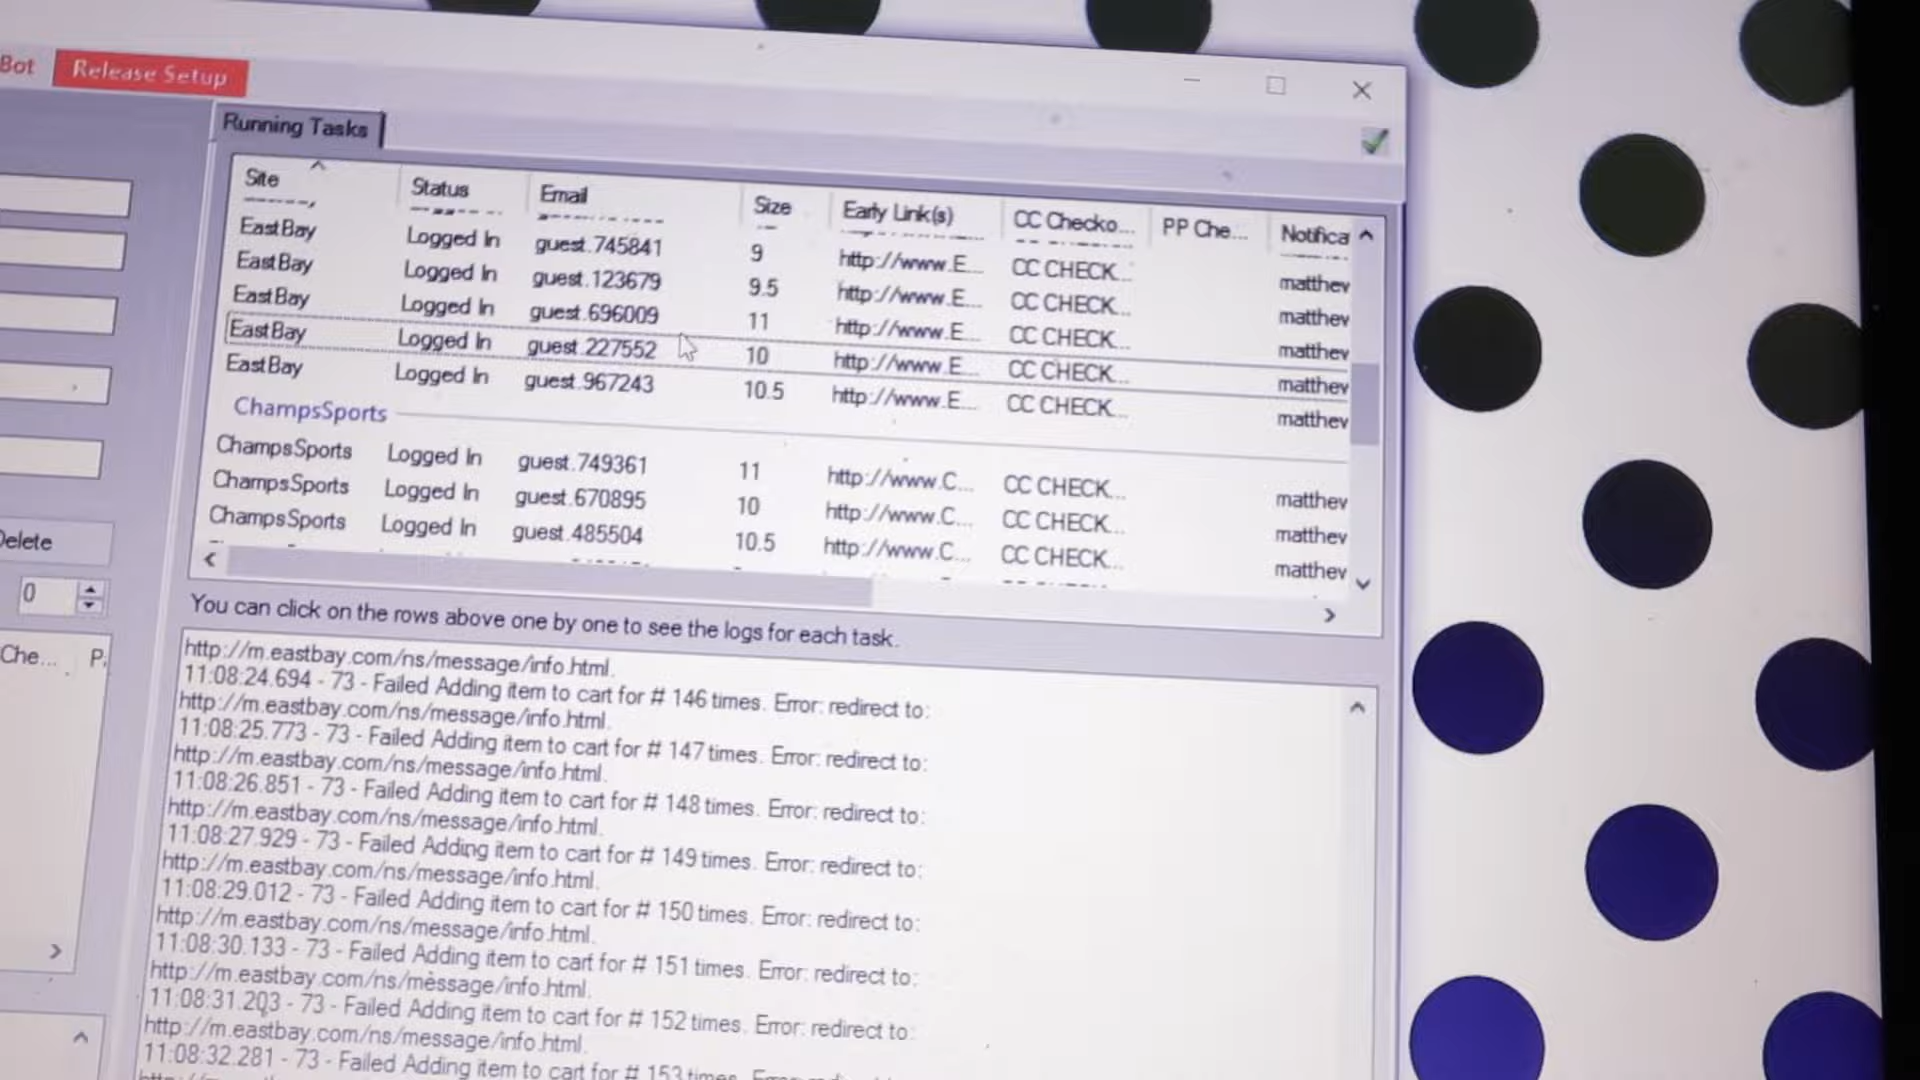 Bot Release Setup
Running Tasks
Site Status Email Size Early Link(s) CC Checko... PP Che... Notifica
EastBay Logged In guest.745841 9 http://www.E... CC CHECK... matthev
EastBay Logged In guest.123679 9.5 http://www.E... CC CHECK... matthev
EastBay Logged In guest.696009 11 http://www.E... CC CHECK... matthev
EastBay Logged In guest.227552 10 http://www.E... CC CHECK... matthev
EastBay Logged In guest.967243 10.5 http://www.E... CC CHECK... matthev
ChampsSports
ChampsSports Logged In guest.749361 11 http://www.C... CC CHECK... matthev
ChampsSports Logged In guest.670895 10 http://www.C... CC CHECK... matthev
ChampsSports Logged In guest.485504 10.5 http://www.C... CC CHECK... matthev
Delete
0
Che... P
You can click on the rows above one by one to see the logs for each task.
http://m.eastbay.com/ns/message/info.html.
11:08:24.694 - 73 - Failed Adding item to cart for # 146 times. Error: redirect to:
http://m.eastbay.com/ns/message/info.html.
11:08:25.773 - 73 - Failed Adding item to cart for # 147 times. Error: redirect to:
http://m.eastbay.com/ns/message/info.html.
11:08:26.851 - 73 - Failed Adding item to cart for # 148 times. Error: redirect to:
http://m.eastbay.com/ns/message/info.html.
11:08:27.929 - 73 - Failed Adding item to cart for # 149 times. Error: redirect to:
http://m.eastbay.com/ns/message/info.html.
11:08:29.012 - 73 - Failed Adding item to cart for # 150 times. Error: redirect to:
http://m.eastbay.com/ns/message/info.html.
11:08:30.133 - 73 - Failed Adding item to cart for # 151 times. Error: redirect to:
http://m.eastbay.com/ns/message/info.html.
11:08:31.203 - 73 - Failed Adding item to cart for # 152 times. Error: redirect to:
http://m.eastbay.com/ns/message/info.html.
11:08:32.281 - 73 - Failed Adding item to cart for # 153 times.